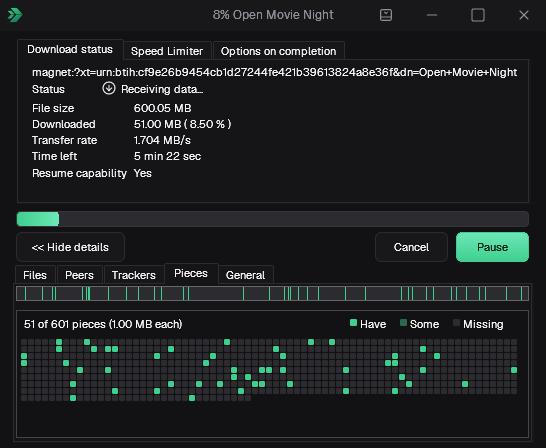 8% Open Movie Night
Download status
Speed Limiter
Options on completion
magnet:?xt=urn:btih:cf9e26b9454cb1d27244fe421b39613824a8e36f&dn=Open+Movie+Night
Status Receiving data...
File size 600.05 MB
Downloaded 51.00 MB ( 8.50 % )
Transfer rate 1.704 MB/s
Time left 5 min 22 sec
Resume capability Yes
<< Hide details
Cancel
Pause
Files
Peers
Trackers
Pieces
General
51 of 601 pieces (1.00 MB each)
Have
Some
Missing